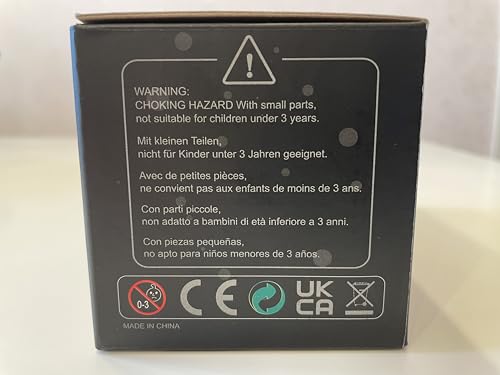 WARNING:
CHOKING HAZARD With small parts,
not suitable for children under 3 years.
Mit kleinen Teilen,
nicht für Kinder unter 3 Jahren geeignet.
Avec de petites pièces,
ne convient pas aux enfants de moins de 3 ans.
Con parti piccole,
non adatto a bambini di età inferiore a 3 anni.
Con piezas pequeñas,
no apto para niños menores de 3 años.
0-3 CE UK
CA
MADE IN CHINA